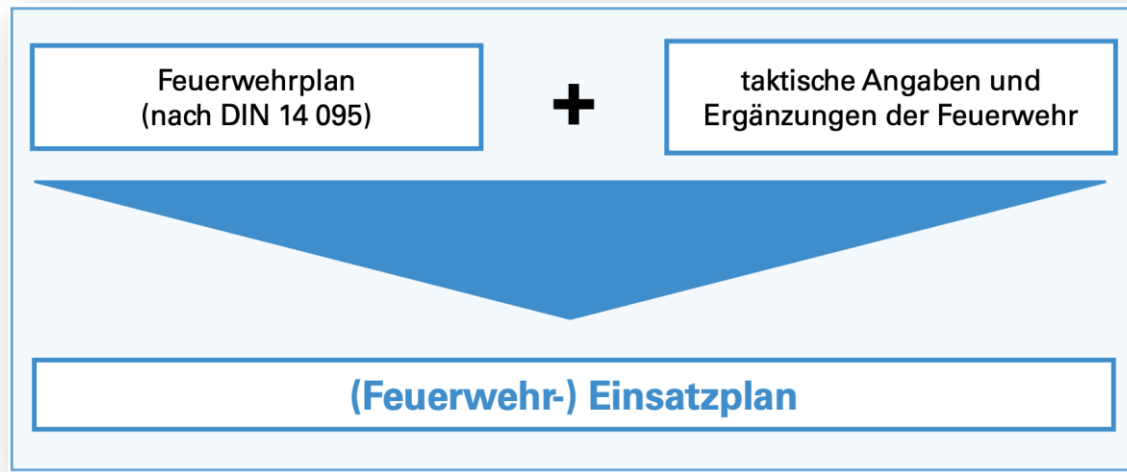 Feuerwehrplan
(nach DIN 14 095)
+
taktische Angaben und
Ergänzungen der Feuerwehr
(Feuerwehr-) Einsatzplan